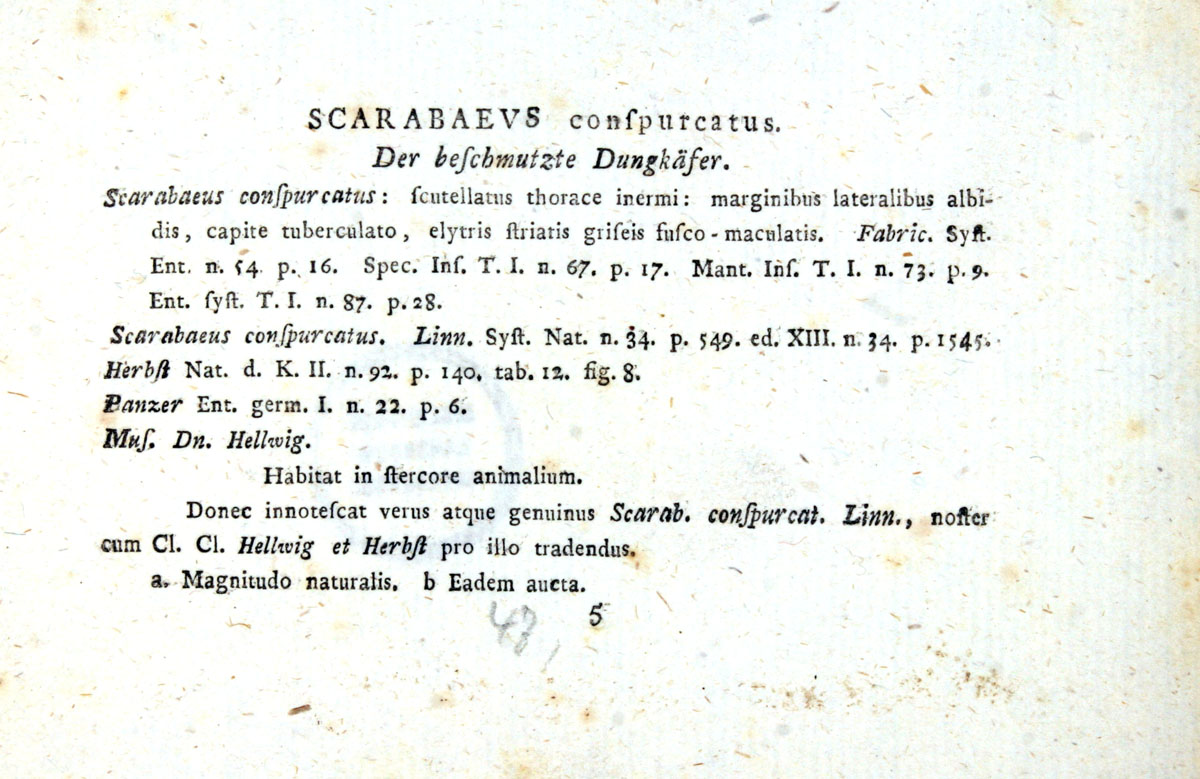 SCARABAEVS conſpurcatus.
Der beſchmutzte Dungkäfer.
Scarabaeus conſpurcatus: ſcutellatus thorace inermi: marginibus lateralibus albi-
dis, capite tuberculato, elytris ſtriatis griſeis fuſco-maculatis. Fabric. Syſt.
Ent. n. 54. p. 16. Spec. Inſ. T. I. n. 67. p. 17. Mant. Inſ. T. I. n. 73. p. 9.
Ent. ſyſt. T. I. n. 87. p. 28.
Scarabaeus conſpurcatus. Linn. Syſt. Nat. n. 34. p. 549. ed. XIII. n. 34. p. 1545.
Herbſt Nat. d. K. II. n. 92. p. 140. tab. 12. fig. 8.
Panzer Ent. germ. I. n. 22. p. 6.
Muſ. Dn. Hellwig.
Habitat in ſtercore animalium.
Donec innoteſcat verus atque genuinus Scarab. conſpurcat. Linn., noſter
cum Cl. Cl. Hellwig et Herbſt pro illo tradendus.
a. Magnitudo naturalis. b Eadem aucta.
5